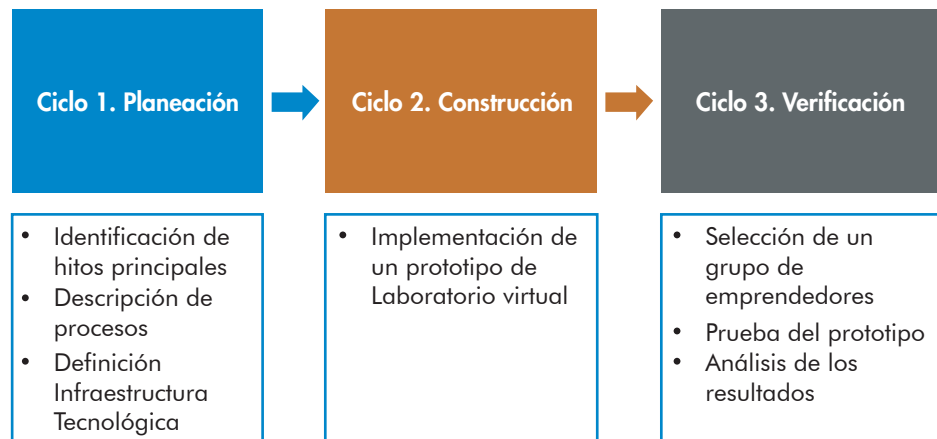 Ciclo 1. Planeación
• Identificación de
hitos principales
• Descripción de
procesos
• Definición
Infraestructura
Tecnológica
Ciclo 2. Construcción
• Implementación de
un prototipo de
Laboratorio virtual
Ciclo 3. Verificación
• Selección de un
grupo de
emprendedores
• Prueba del prototipo
• Análisis de los
resultados